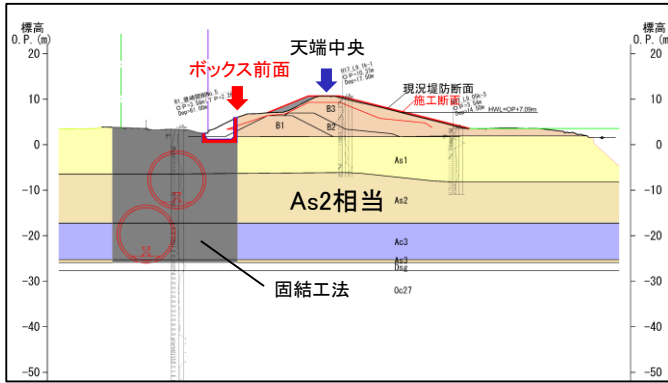 標高
O.P.(m)
標高
O.P.(m)
天端中央
ボックス前面
現況堤防断面
施工断面
HWL=OP+7.09m
20
20
10
10
0
0
-10
-10
-20
-20
-30
-30
-40
-40
-50
-50
B1
B2
B3
As1
As2相当
As2
Ac3
As3
Dsg
Oc27
固結工法